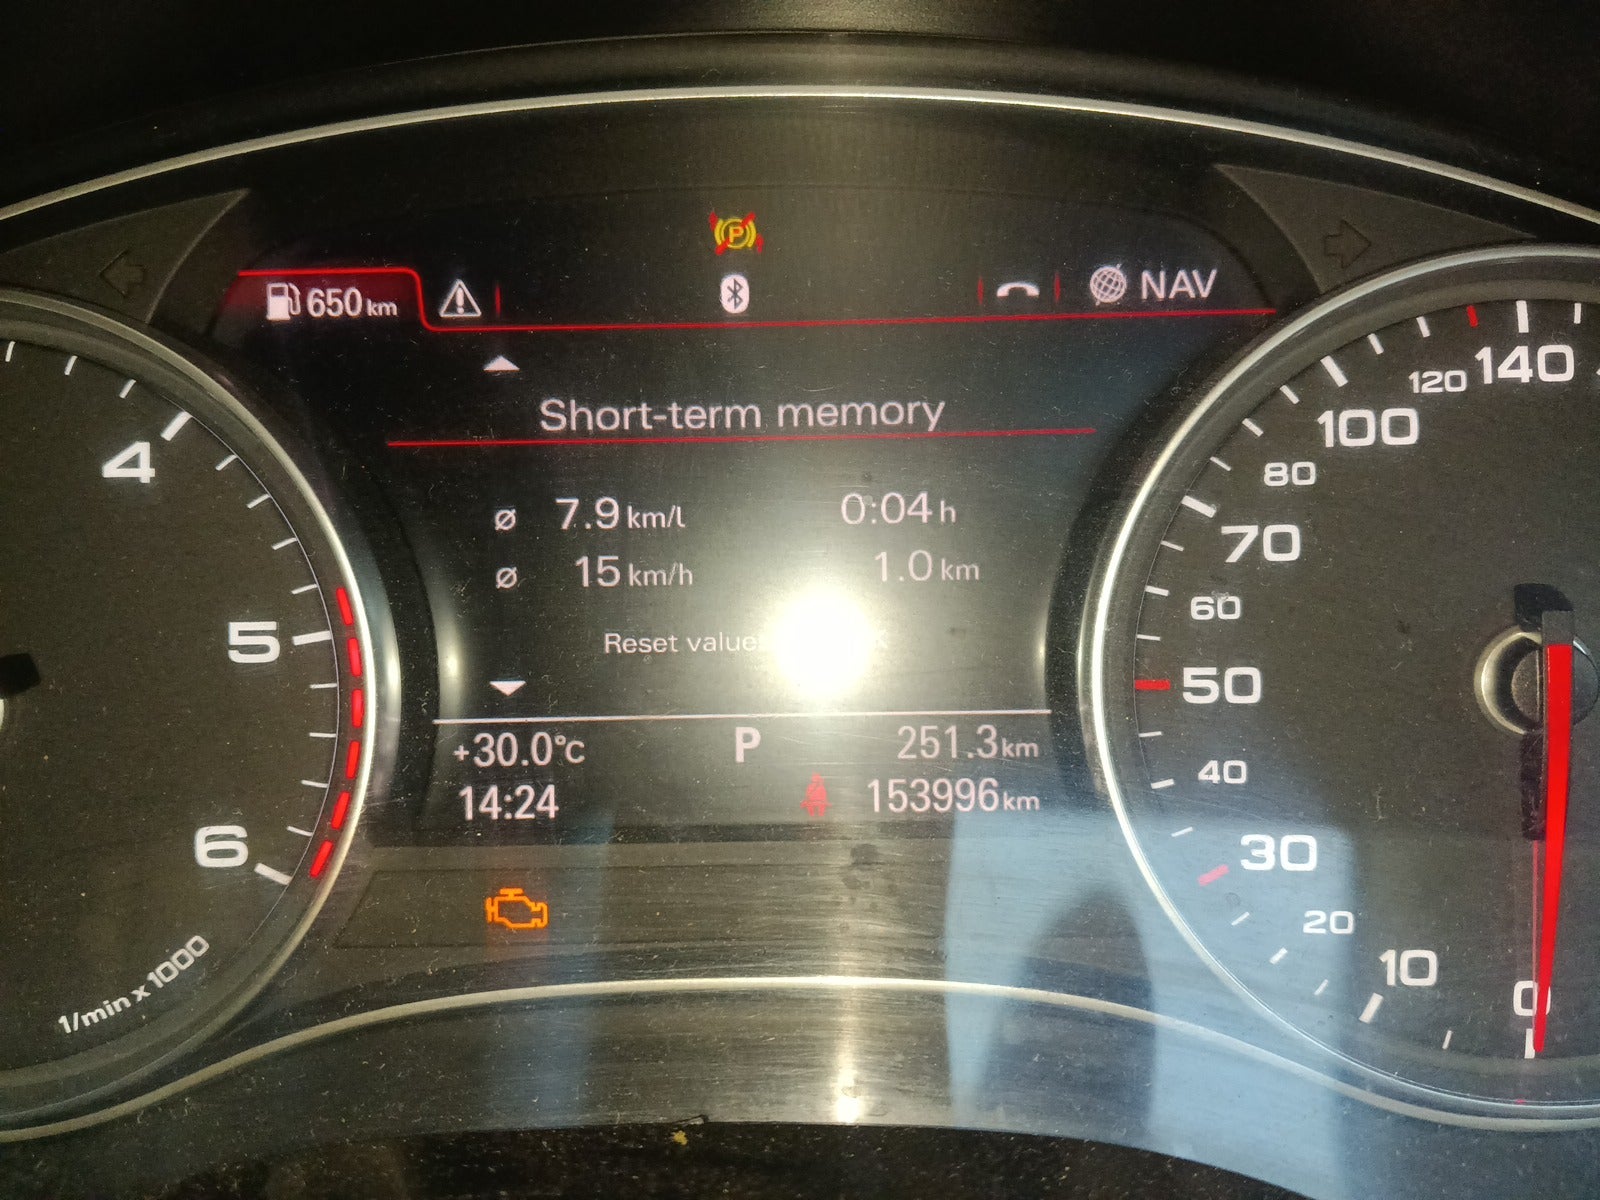 P
650 km
NAV
Short-term memory
ø 7.9 km/l 0:04 h
ø 15 km/h 1.0 km
Reset value
+30.0°C P 251.3 km
14:24 153996 km
4
5
6
1/min x 1000
140
120
100
80
70
60
50
40
30
20
10
0